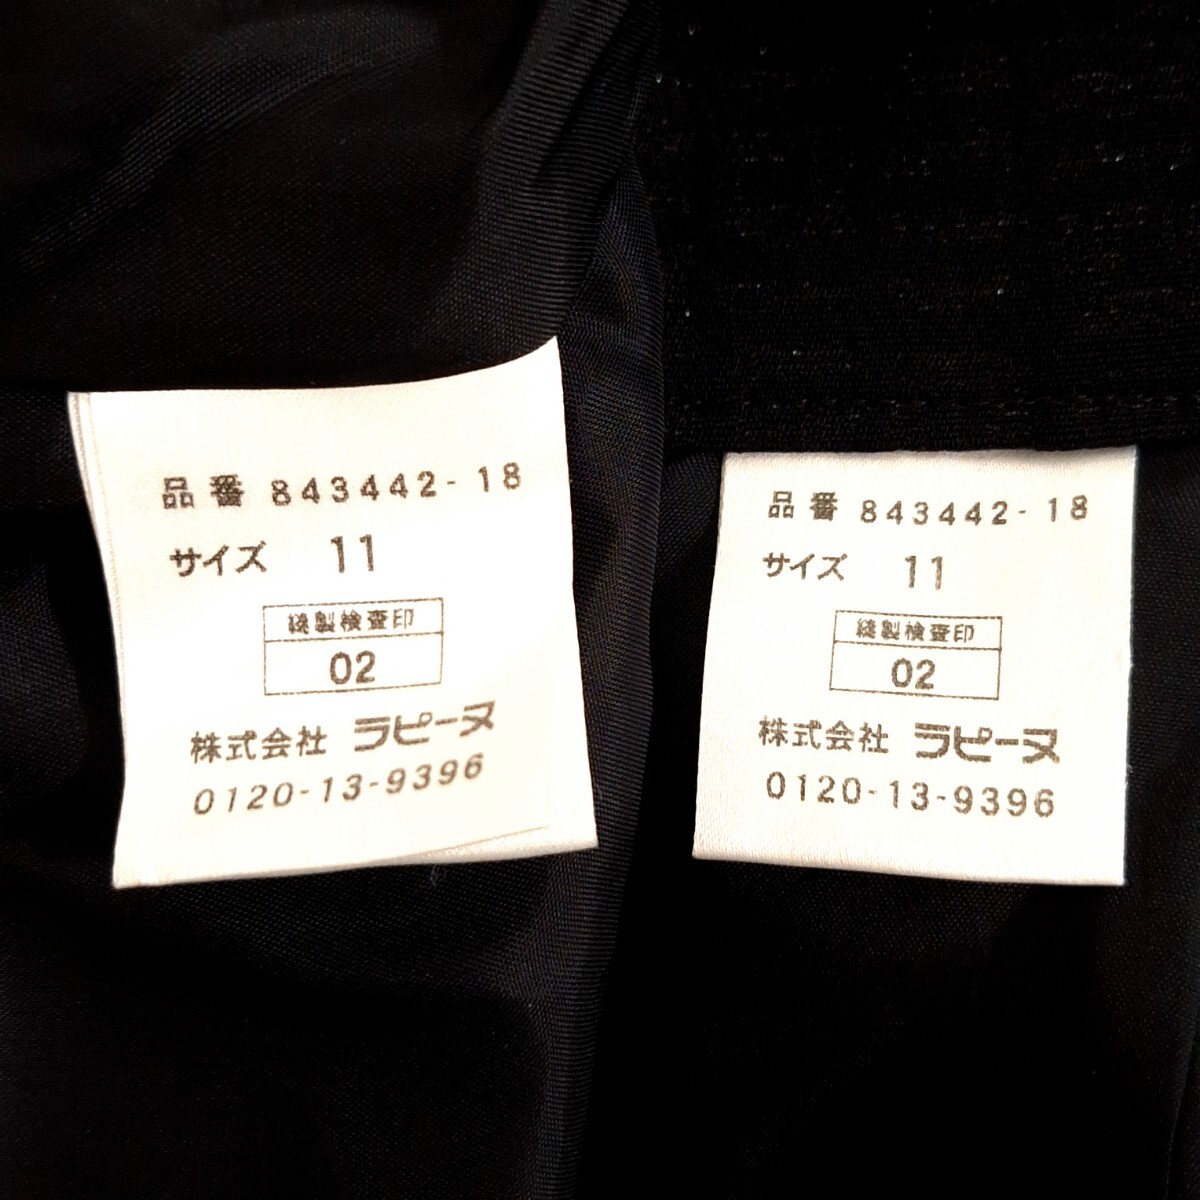 品番 843442-18
サイズ 11
縫製検査印
02
株式会社 ラピーヌ
0120-13-9396
品番 843442-18
サイズ 11
縫製検査印
02
株式会社 ラピーヌ
0120-13-9396